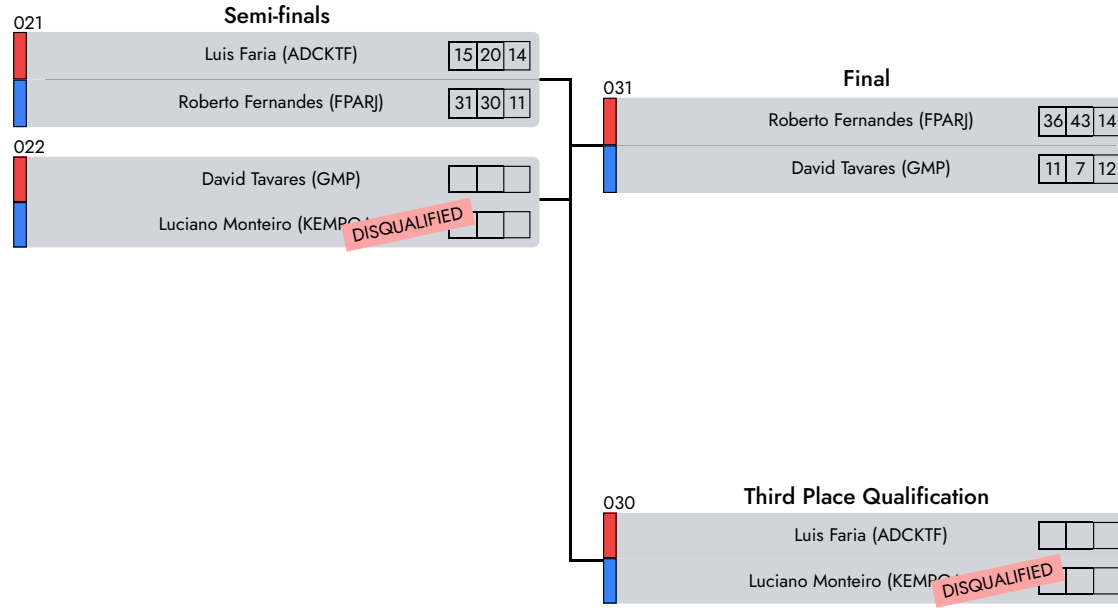 Semi-finals
021
Luis Faria (ADCKTF) 15 20 14
Roberto Fernandes (FPARJ) 31 30 11
022
David Tavares (GMP)
Luciano Monteiro
DISQUALIFIED
Final
031
Roberto Fernandes (FPARJ) 36 43 14
David Tavares (GMP) 11 7 12
Third Place Qualification
030
Luis Faria (ADCKTF)
Luciano Monteiro
DISQUALIFIED